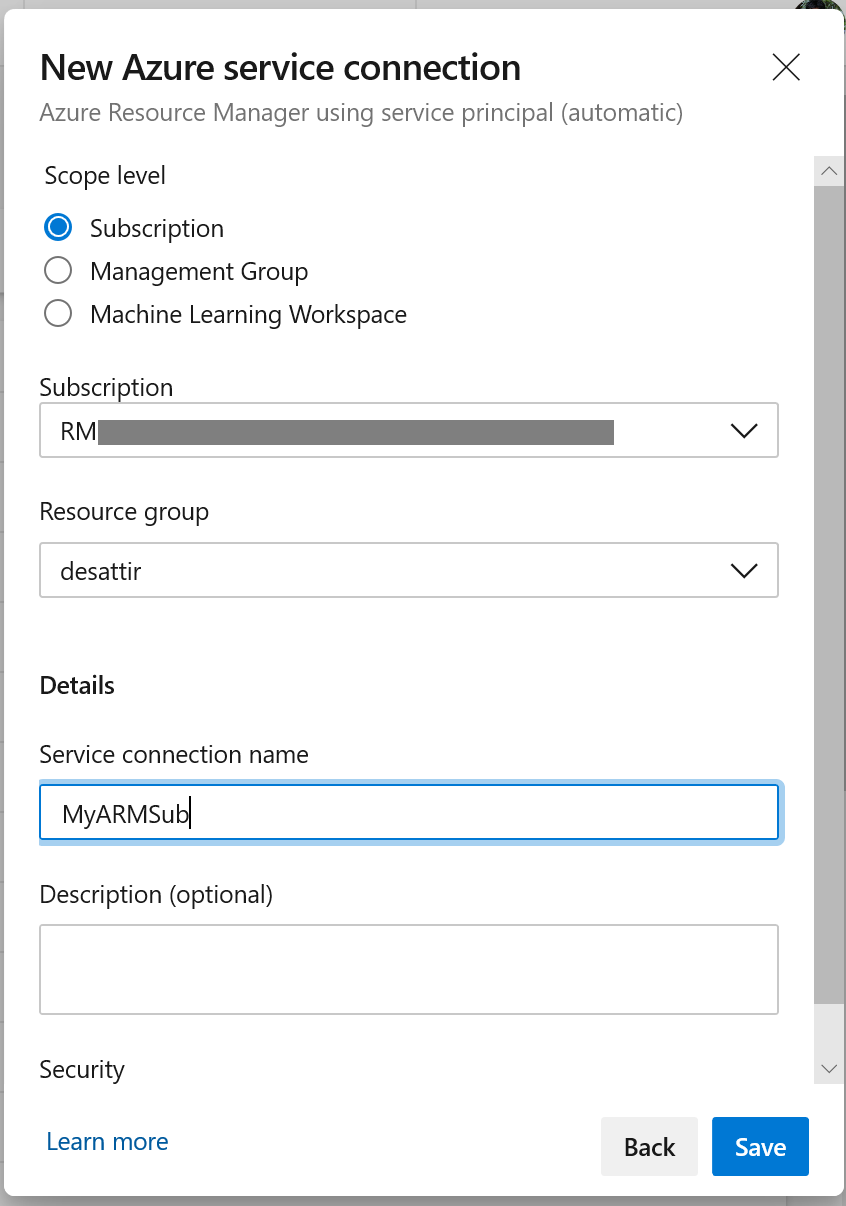 New Azure service connection
Azure Resource Manager using service principal (automatic)
Scope level
Subscription
Management Group
Machine Learning Workspace
Subscription
RM
Resource group
desattir
Details
Service connection name
MyARMSub
Description (optional)
Security
Learn more
Back
Save